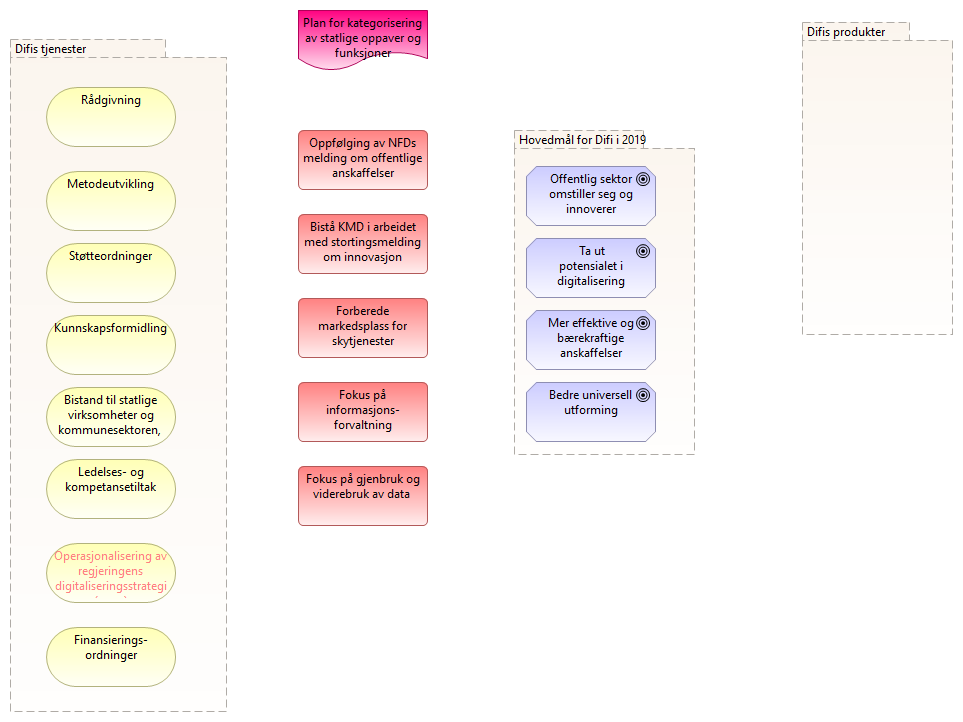 Difis tjenester
Rådgivning
Metodeutvikling
Støtteordninger
Kunnskapsformidling
Bistand til statlige
virksomheter og
kommunesektoren,
Ledelses- og
kompetansetiltak
Operasjonalisering av
regjeringens
digitaliseringsstrategi
Finansierings-
ordninger
Plan for kategorisering
av statlige oppaver og
funksjoner
Oppfølging av NFDs
melding om offentlige
anskaffelser
Bistå KMD i arbeidet
med stortingsmelding
om innovasjon
Forberede
markedsplass for
skytjenester
Fokus på
informasjons-
forvaltning
Fokus på gjenbruk og
viderebruk av data
Hovedmål for Difi i 2019
Offentlig sektor
omstiller seg og
innoverer
Ta ut
potensialet i
digitalisering
Mer effektive og
bærekraftige
anskaffelser
Bedre universell
utforming
Difis produkter